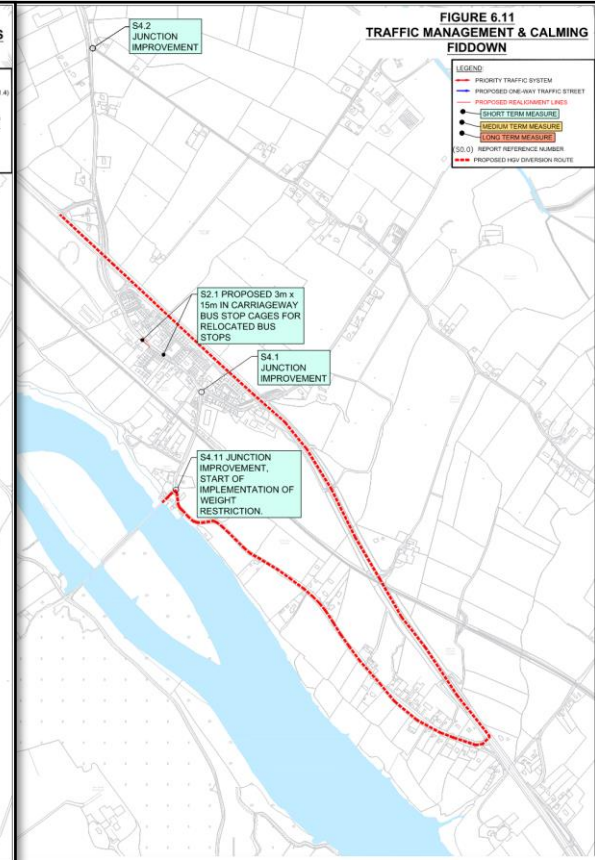 S
.4)
FIGURE 6.11
TRAFFIC MANAGEMENT & CALMING
FIDDOWN
LEGEND:
PRIORITY TRAFFIC SYSTEM
PROPOSED ONE-WAY TRAFFIC STREET
PROPOSED REALIGNMENT LINES
SHORT TERM MEASURE
MEDIUM TERM MEASURE
LONG TERM MEASURE
(S0.0) REPORT REFERENCE NUMBER
PROPOSED HGV DIVERSION ROUTE
S4.2
JUNCTION
IMPROVEMENT
S2.1 PROPOSED 3m x
15m IN CARRIAGEWAY
BUS STOP CAGES FOR
RELOCATED BUS
STOPS
S4.1
JUNCTION
IMPROVEMENT
S4.11 JUNCTION
IMPROVEMENT,
START OF
IMPLEMENTATION OF
WEIGHT
RESTRICTION.